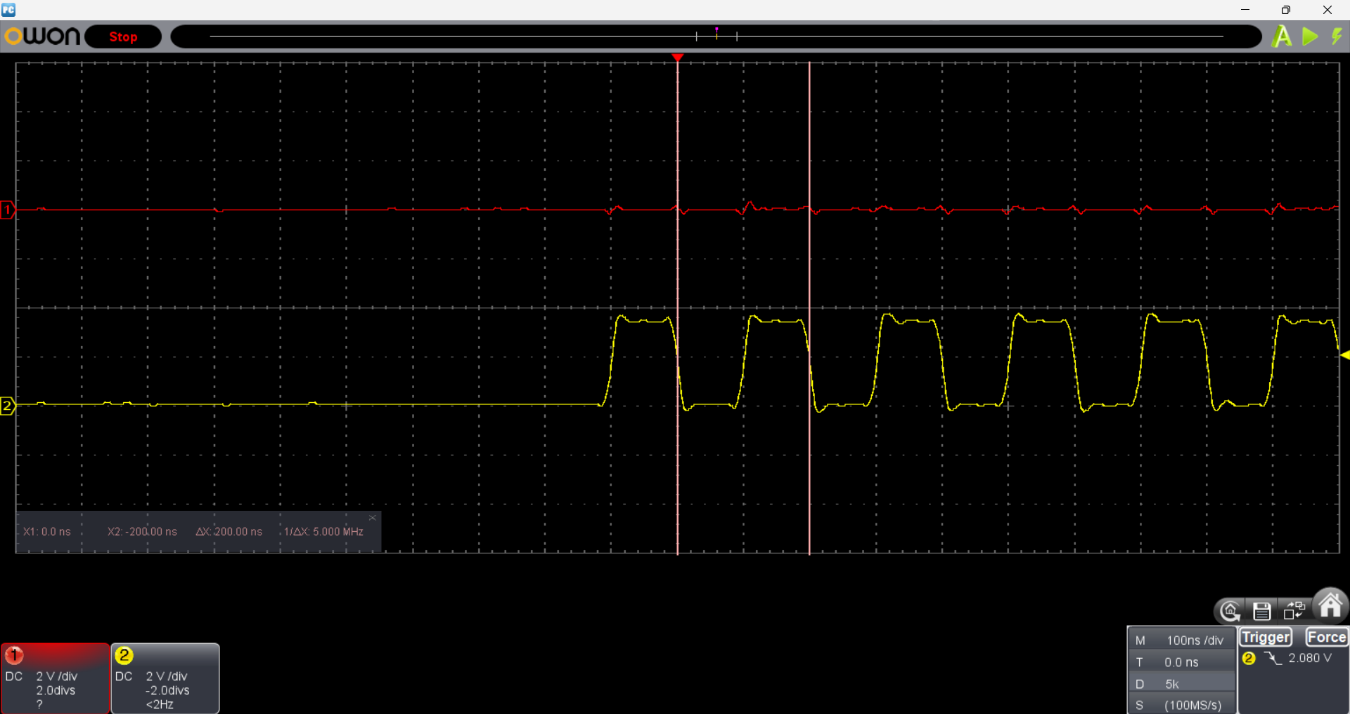 PC
OWON
Stop
A
1
2
X1: 0.0 ns X2: -200.00 ns ΔX: 200.00 ns 1/ΔX: 5.000 MHz
1
DC 2 V /div
2.0divs
?
2
DC 2 V /div
-2.0divs
<2Hz
M 100ns /div
T 0.0 ns
D 5k
S (100MS/s)
Trigger Force
2 2.080 V